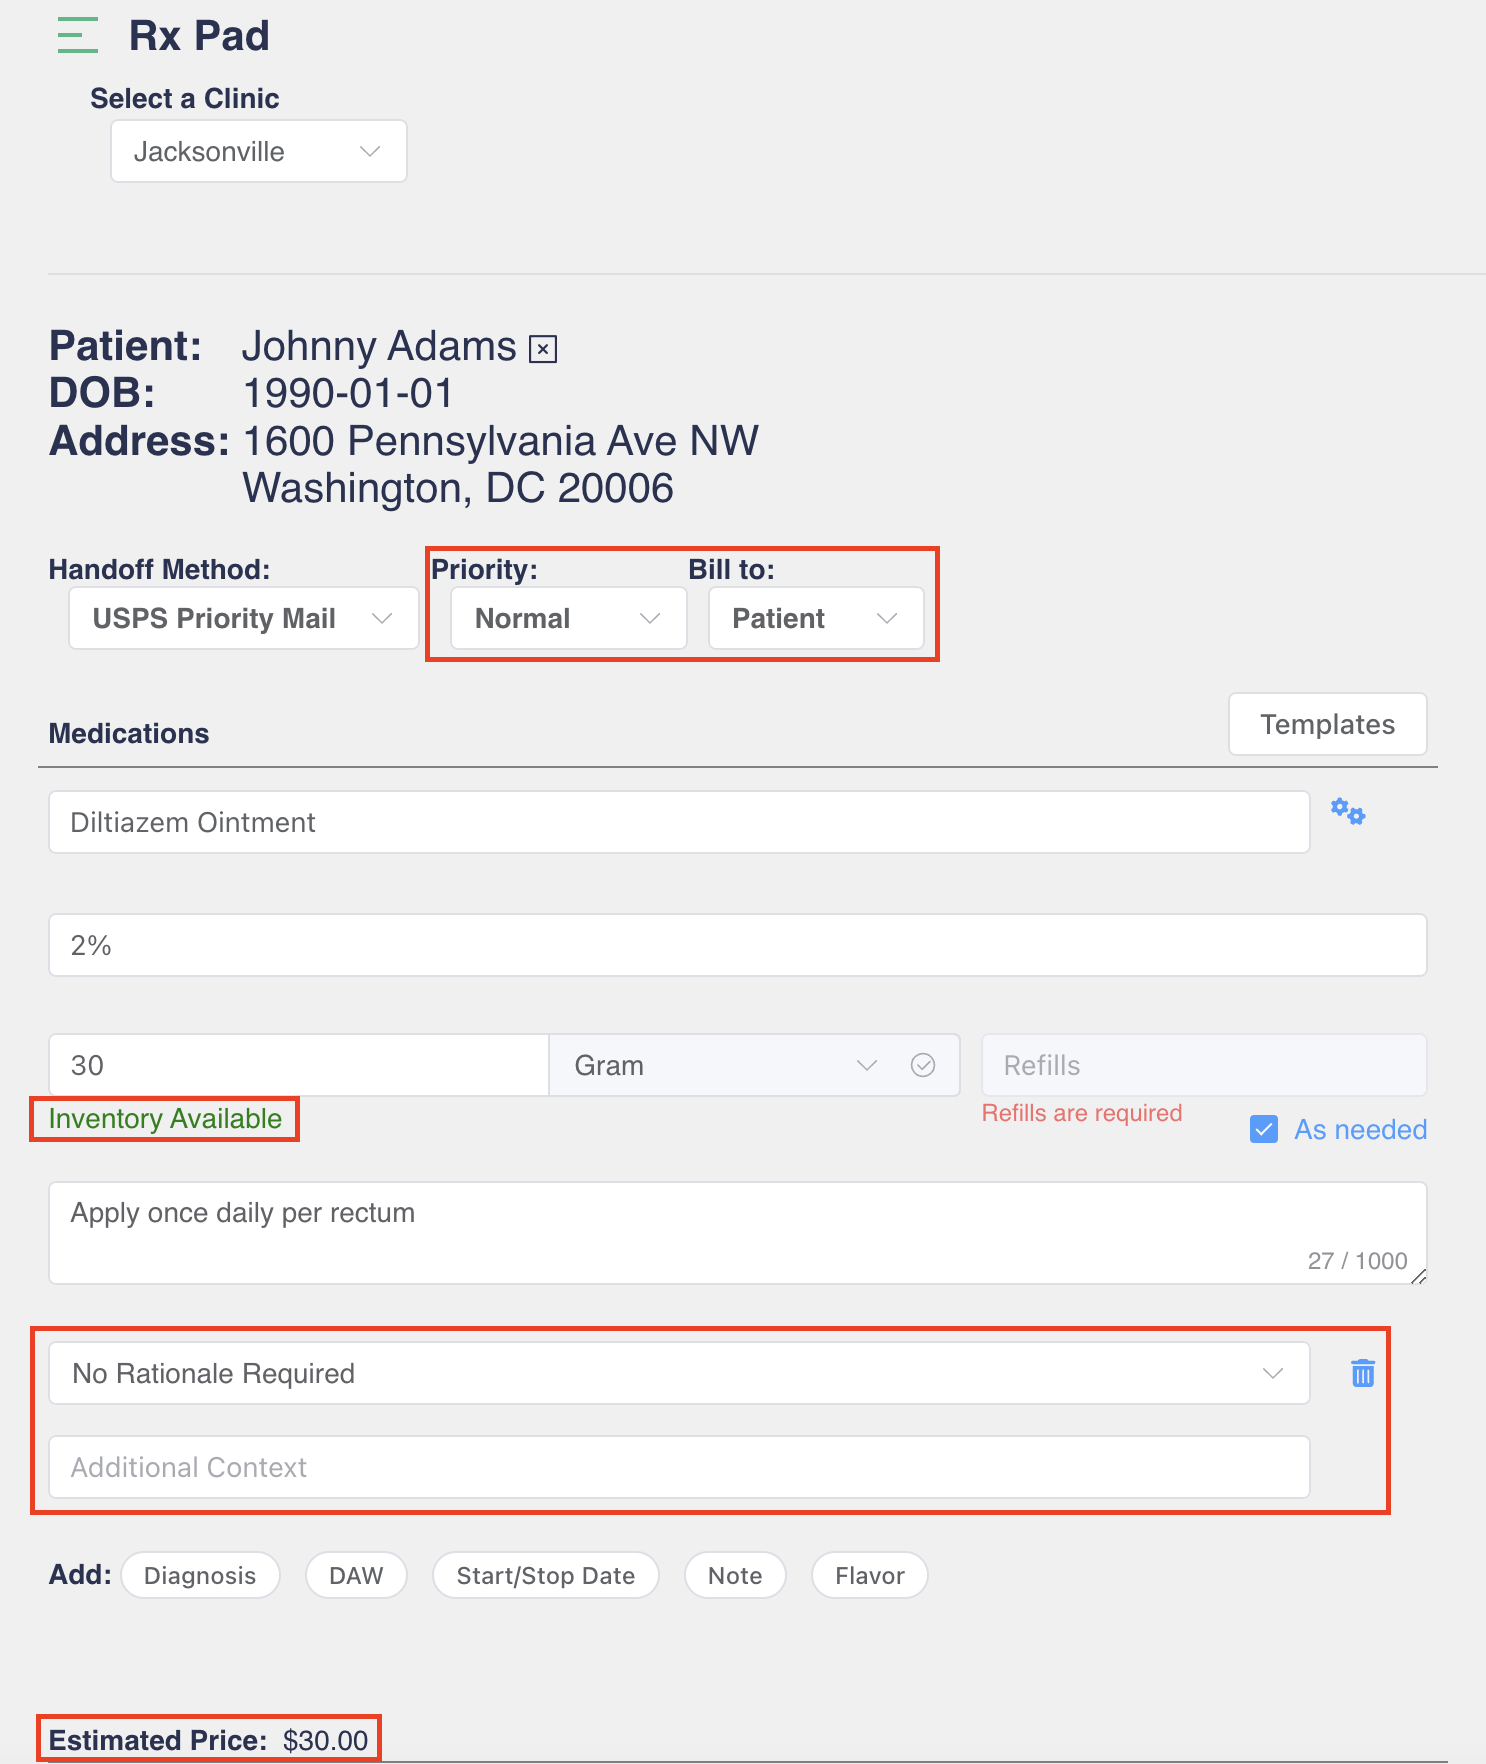 Rx Pad
Select a Clinic
Jacksonville
Patient: Johnny Adams
DOB: 1990-01-01
Address: 1600 Pennsylvania Ave NW
Washington, DC 20006
Handoff Method: Priority: Bill to:
USPS Priority Mail Normal Patient
Medications Templates
Diltiazem Ointment
2%
30 Gram Refills
Inventory Available Refills are required As needed
Apply once daily per rectum
27 / 1000
No Rationale Required
Additional Context
Add: Diagnosis DAW Start/Stop Date Note Flavor
Estimated Price: $30.00